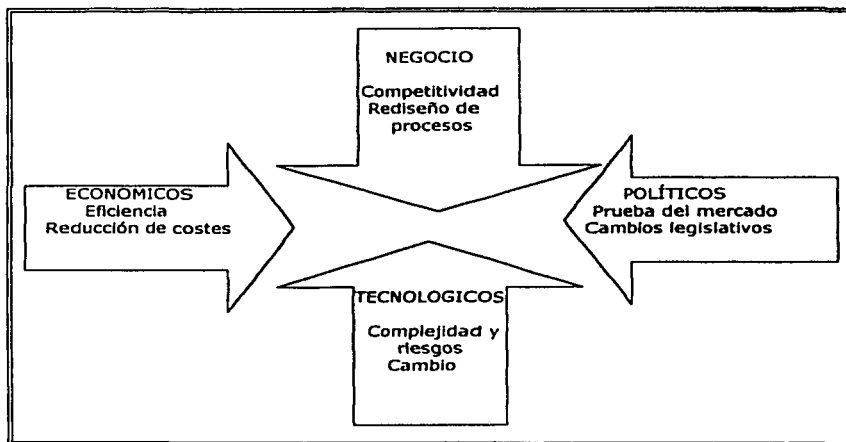 NEGOCIO
Competitividad
Rediseño de
procesos
ECONÓMICOS
Eficiencia
Reducción de costes
POLÍTICOS
Prueba del mercado
Cambios legislativos
TECNOLOGICOS
Complejidad y
riesgos
Cambio